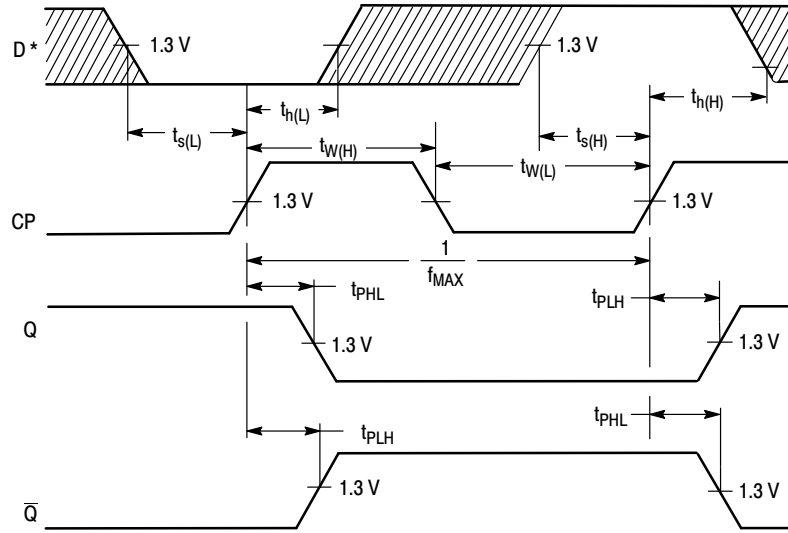 D * 1.3 V 1.3 V
t_h(L) t_h(H)
t_s(L) t_W(H) t_s(H)
t_W(L)
CP 1.3 V 1.3 V
1
f_MAX
t_PHL t_PLH
Q
1.3 V 1.3 V
t_PLH t_PHL
1.3 V 1.3 V
Q̅